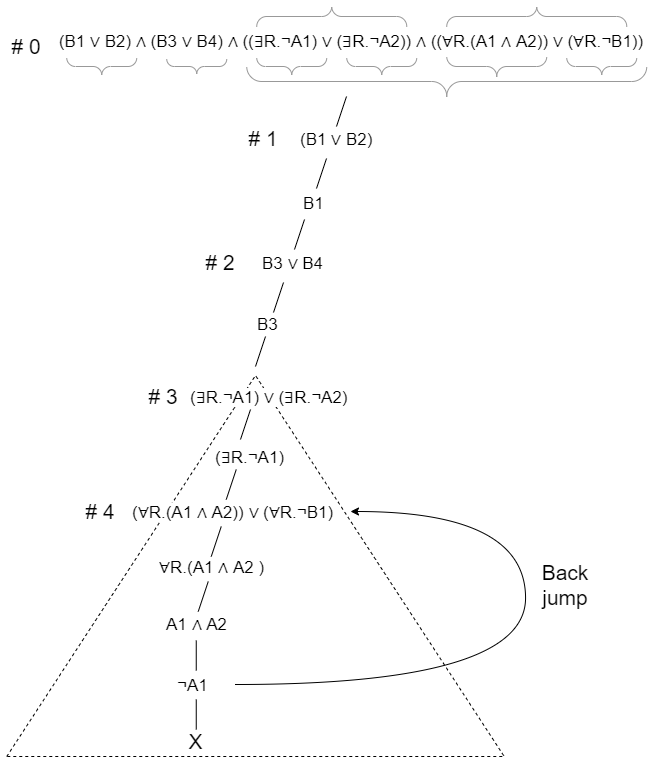 # 0 (B1 ∨ B2) ∧ (B3 ∨ B4) ∧ ((∃R.¬A1) ∨ (∃R.¬A2)) ∧ ((∀R.(A1 ∧ A2)) ∨ (∀R.¬B1))
# 1 (B1 ∨ B2)
B1
# 2 B3 ∨ B4
B3
# 3 (∃R.¬A1) ∨ (∃R.¬A2)
(∃R.¬A1)
# 4 (∀R.(A1 ∧ A2)) ∨ (∀R.¬B1)
∀R.(A1 ∧ A2 )
Back
jump
A1 ∧ A2
¬A1
X